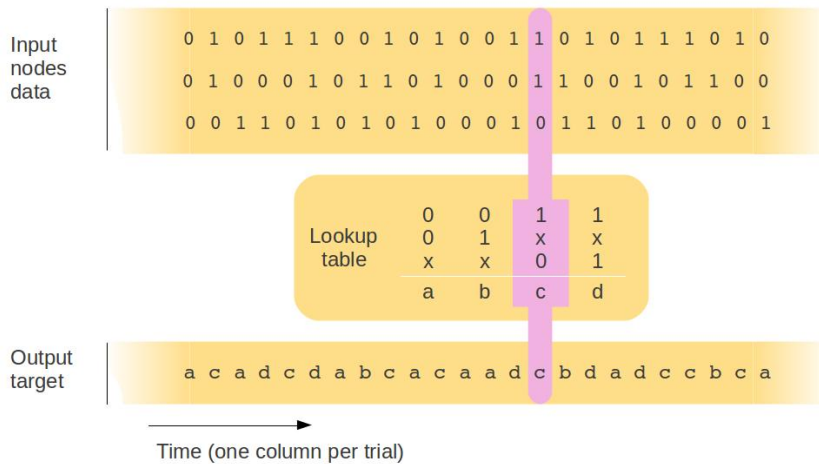 Input
nodes
data
0 1 0 1 1 1 0 0 1 0 1 0 0 1 1 0 1 0 1 1 1 0 1 0
0 1 0 0 0 1 0 1 1 0 1 0 0 0 1 1 0 0 1 0 1 1 0 0
0 0 1 1 0 1 0 1 0 1 0 0 0 1 0 1 1 0 1 0 0 0 0 1
Lookup
table
0 0 1 1
0 1 x x
x x 0 1
a b c d
Output
target
a c a d c d a b c a c a a d c b d a d c c b c a
Time (one column per trial)